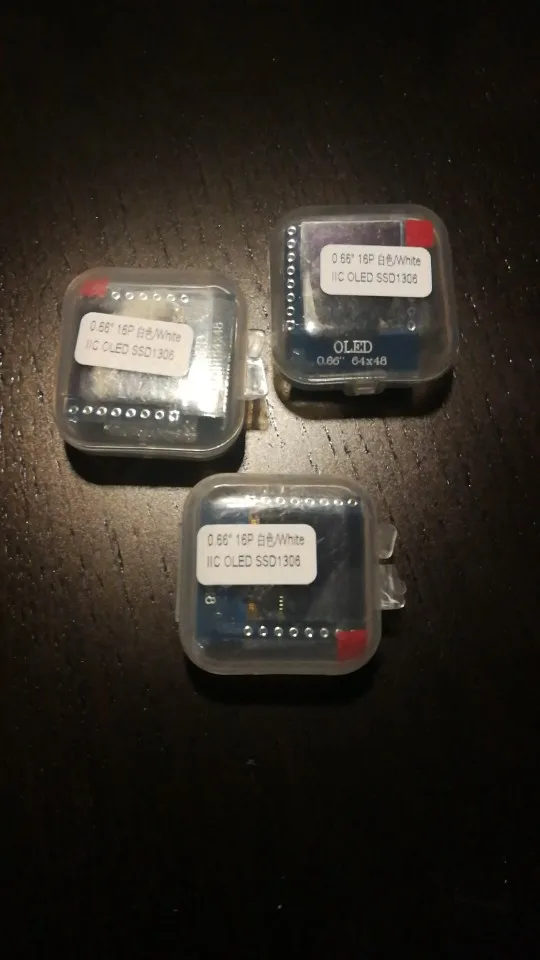 0.66" 16P 白色/White
IIC OLED SSD1306
OLED
0.66" 64x48
0.66" 16P 白色/White
IIC OLED SSD1306
0.66" 16P 白色/White
IIC OLED SSD1306
8